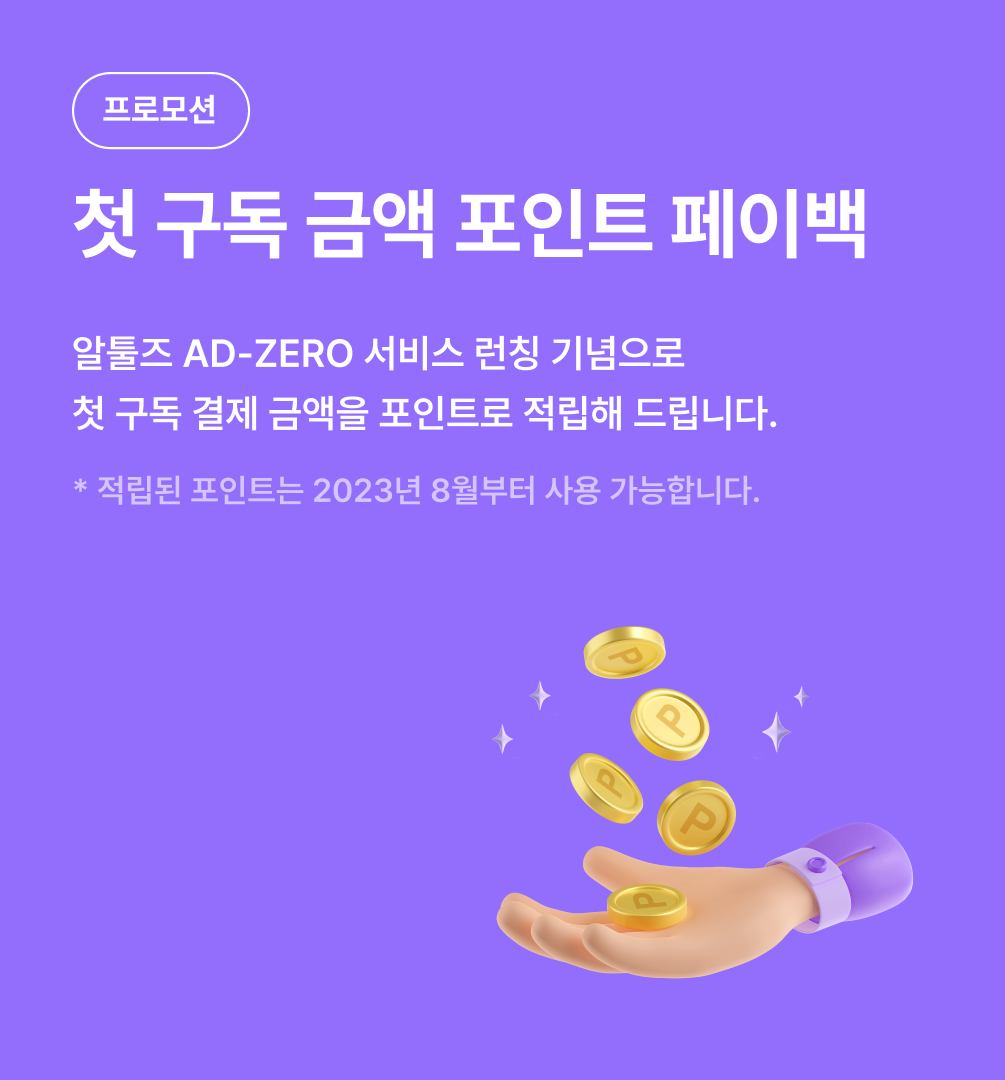 프로모션
첫 구독 금액 포인트 페이백
알툴즈 AD-ZERO 서비스 런칭 기념으로
첫 구독 결제 금액을 포인트로 적립해 드립니다.
* 적립된 포인트는 2023년 8월부터 사용 가능합니다.
P
P
P
P
P